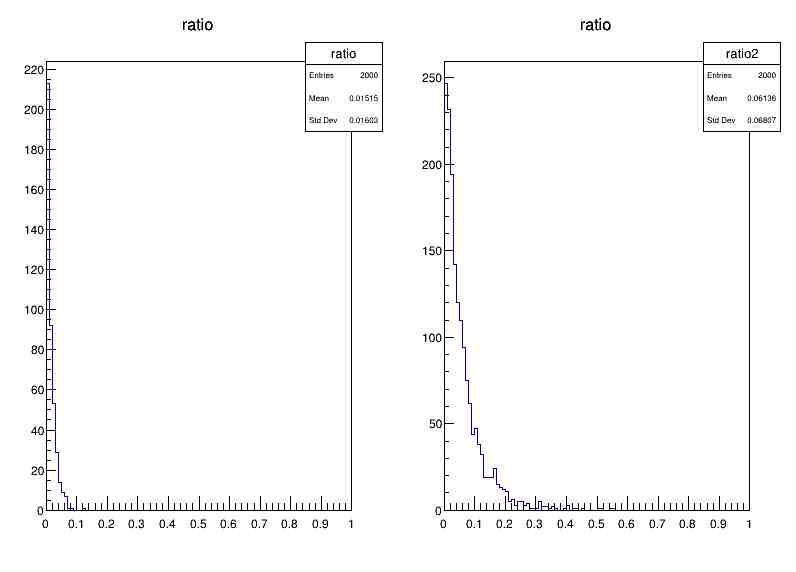 ratio
ratio
Entries 2000
Mean 0.01515
Std Dev 0.01603
220
200
180
160
140
120
100
80
60
40
20
0
0 0.1 0.2 0.3 0.4 0.5 0.6 0.7 0.8 0.9 1
ratio
ratio2
Entries 2000
Mean 0.06136
Std Dev 0.06807
250
200
150
100
50
0
0 0.1 0.2 0.3 0.4 0.5 0.6 0.7 0.8 0.9 1